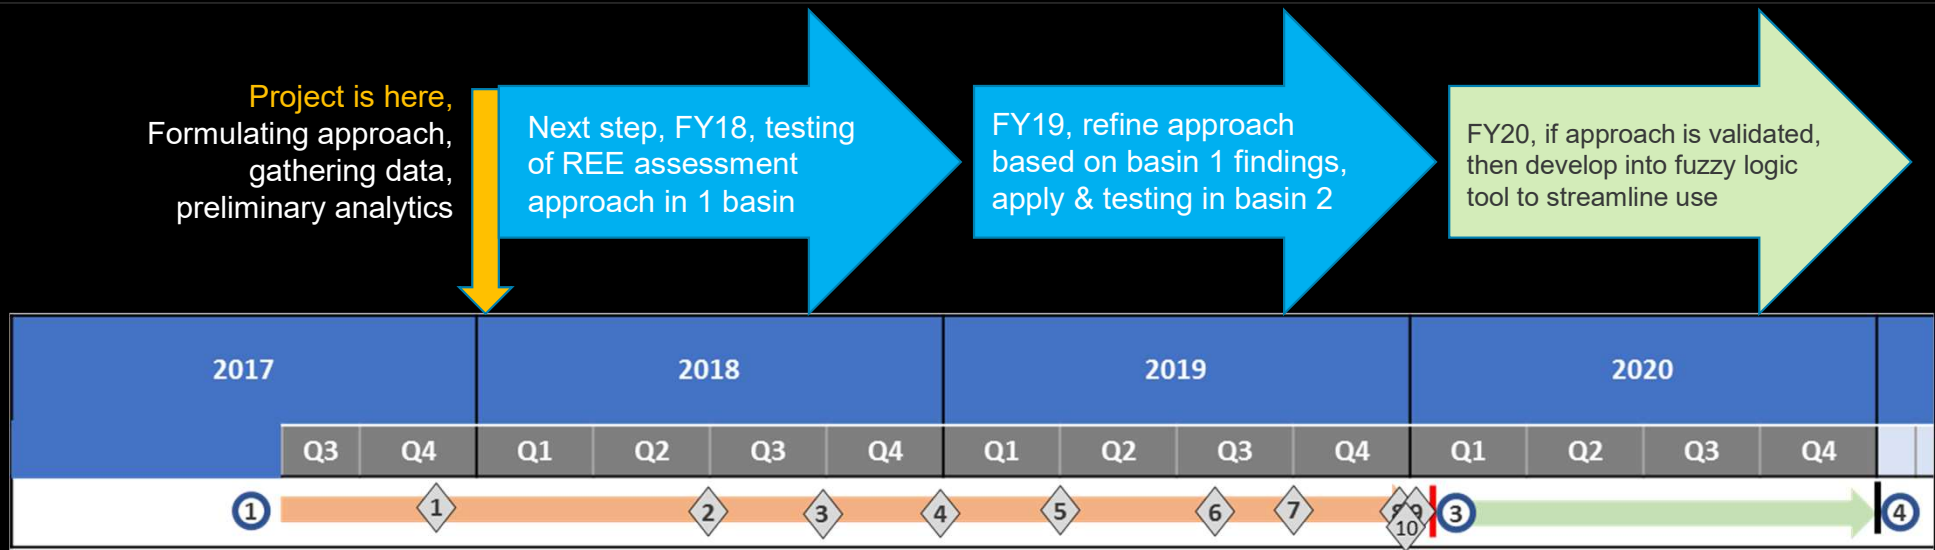 Project is here,
Formulating approach,
gathering data,
preliminary analytics
Next step, FY18, testing
of REE assessment
approach in 1 basin
FY19, refine approach
based on basin 1 findings,
apply & testing in basin 2
FY20, if approach is validated,
then develop into fuzzy logic
tool to streamline use
2017 2018 2019 2020
Q3 Q4 Q1 Q2 Q3 Q4 Q1 Q2 Q3 Q4 Q1 Q2 Q3 Q4
1 1 2 3 4 5 6 7 8 9 3 4
10